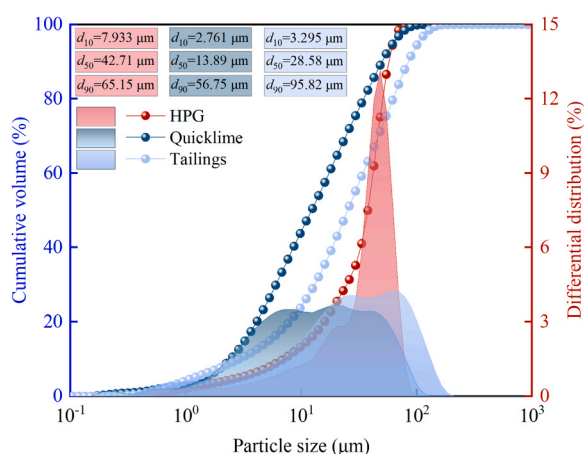 d10=7.933 μm d10=2.761 μm d10=3.295 μm
d50=42.71 μm d50=13.89 μm d50=28.58 μm
d90=65.15 μm d90=56.75 μm d90=95.82 μm
HPG
Quicklime
Tailings
Cumulative volume (%)
100
80
60
40
20
0
Differential distribution (%)
15
12
9
6
3
0
10-1 100 101 102 103
Particle size (μm)